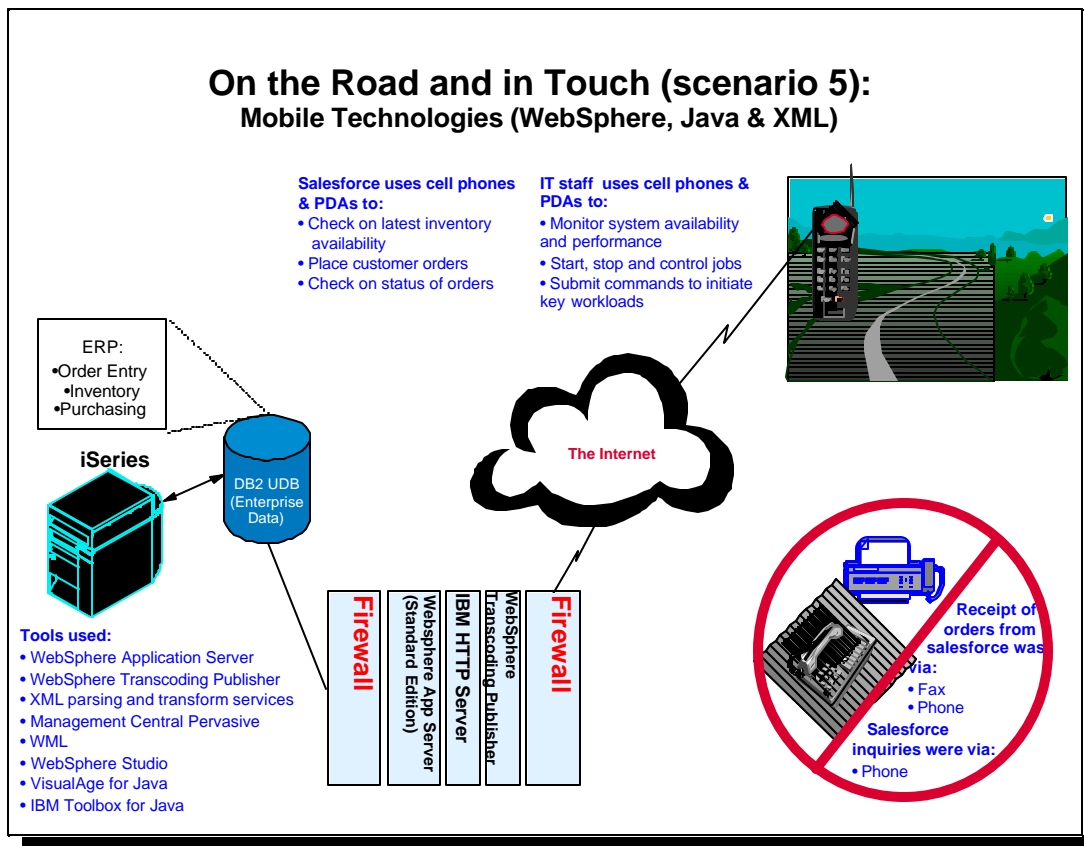 On the Road and in Touch (scenario 5):
Mobile Technologies (WebSphere, Java & XML)
Salesforce uses cell phones
& PDAs to:
• Check on latest inventory
availability
• Place customer orders
• Check on status of orders
IT staff uses cell phones &
PDAs to:
• Monitor system availability
and performance
• Start, stop and control jobs
• Submit commands to initiate
key workloads
ERP:
•Order Entry
•Inventory
•Purchasing
iSeries
DB2 UDB
(Enterprise
Data)
The Internet
Firewall
Websphere App Server
(Standard Edition)
IBM HTTP Server
WebSphere
Transcoding Publisher
Firewall
Tools used:
• WebSphere Application Server
• WebSphere Transcoding Publisher
• XML parsing and transform services
• Management Central Pervasive
• WML
• WebSphere Studio
• VisualAge for Java
• IBM Toolbox for Java
Receipt of
orders from
salesforce was
via:
• Fax
• Phone
Salesforce
inquiries were via:
• Phone